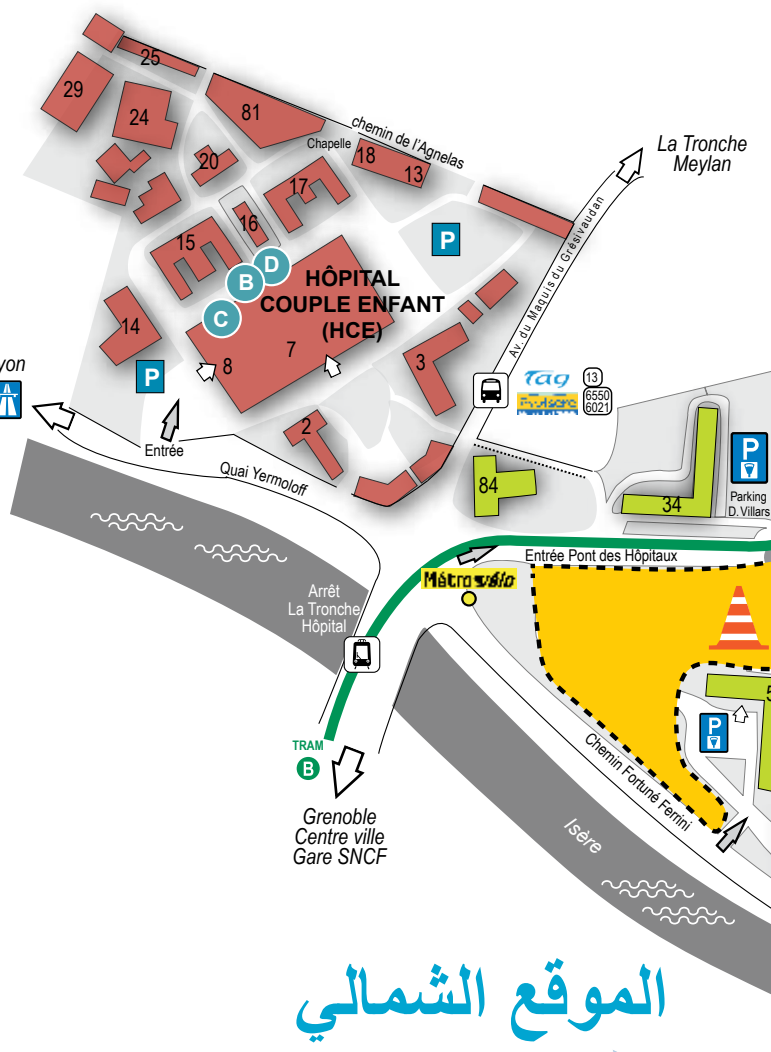 25
29
24
81
chemin de l'Agnelas
Chapelle
18
13
20
17
16
15
La Tronche
Meylan
Av. du Maquis du Grésivaudan
P
D
B
C
HÔPITAL
COUPLE ENFANT
(HCE)
14
7
8
3
P
yon
Tag
13
6550
6021
2
Entrée
Quai Yermoloff
84
34
P
Parking
D. Villars
Entrée Pont des Hôpitaux
Métrovélo
Arrêt
La Tronche
Hôpital
5
P
TRAM
B
Chemin Fortuné Ferrini
Grenoble
Centre ville
Gare SNCF
Isère
الموقع الشمالي